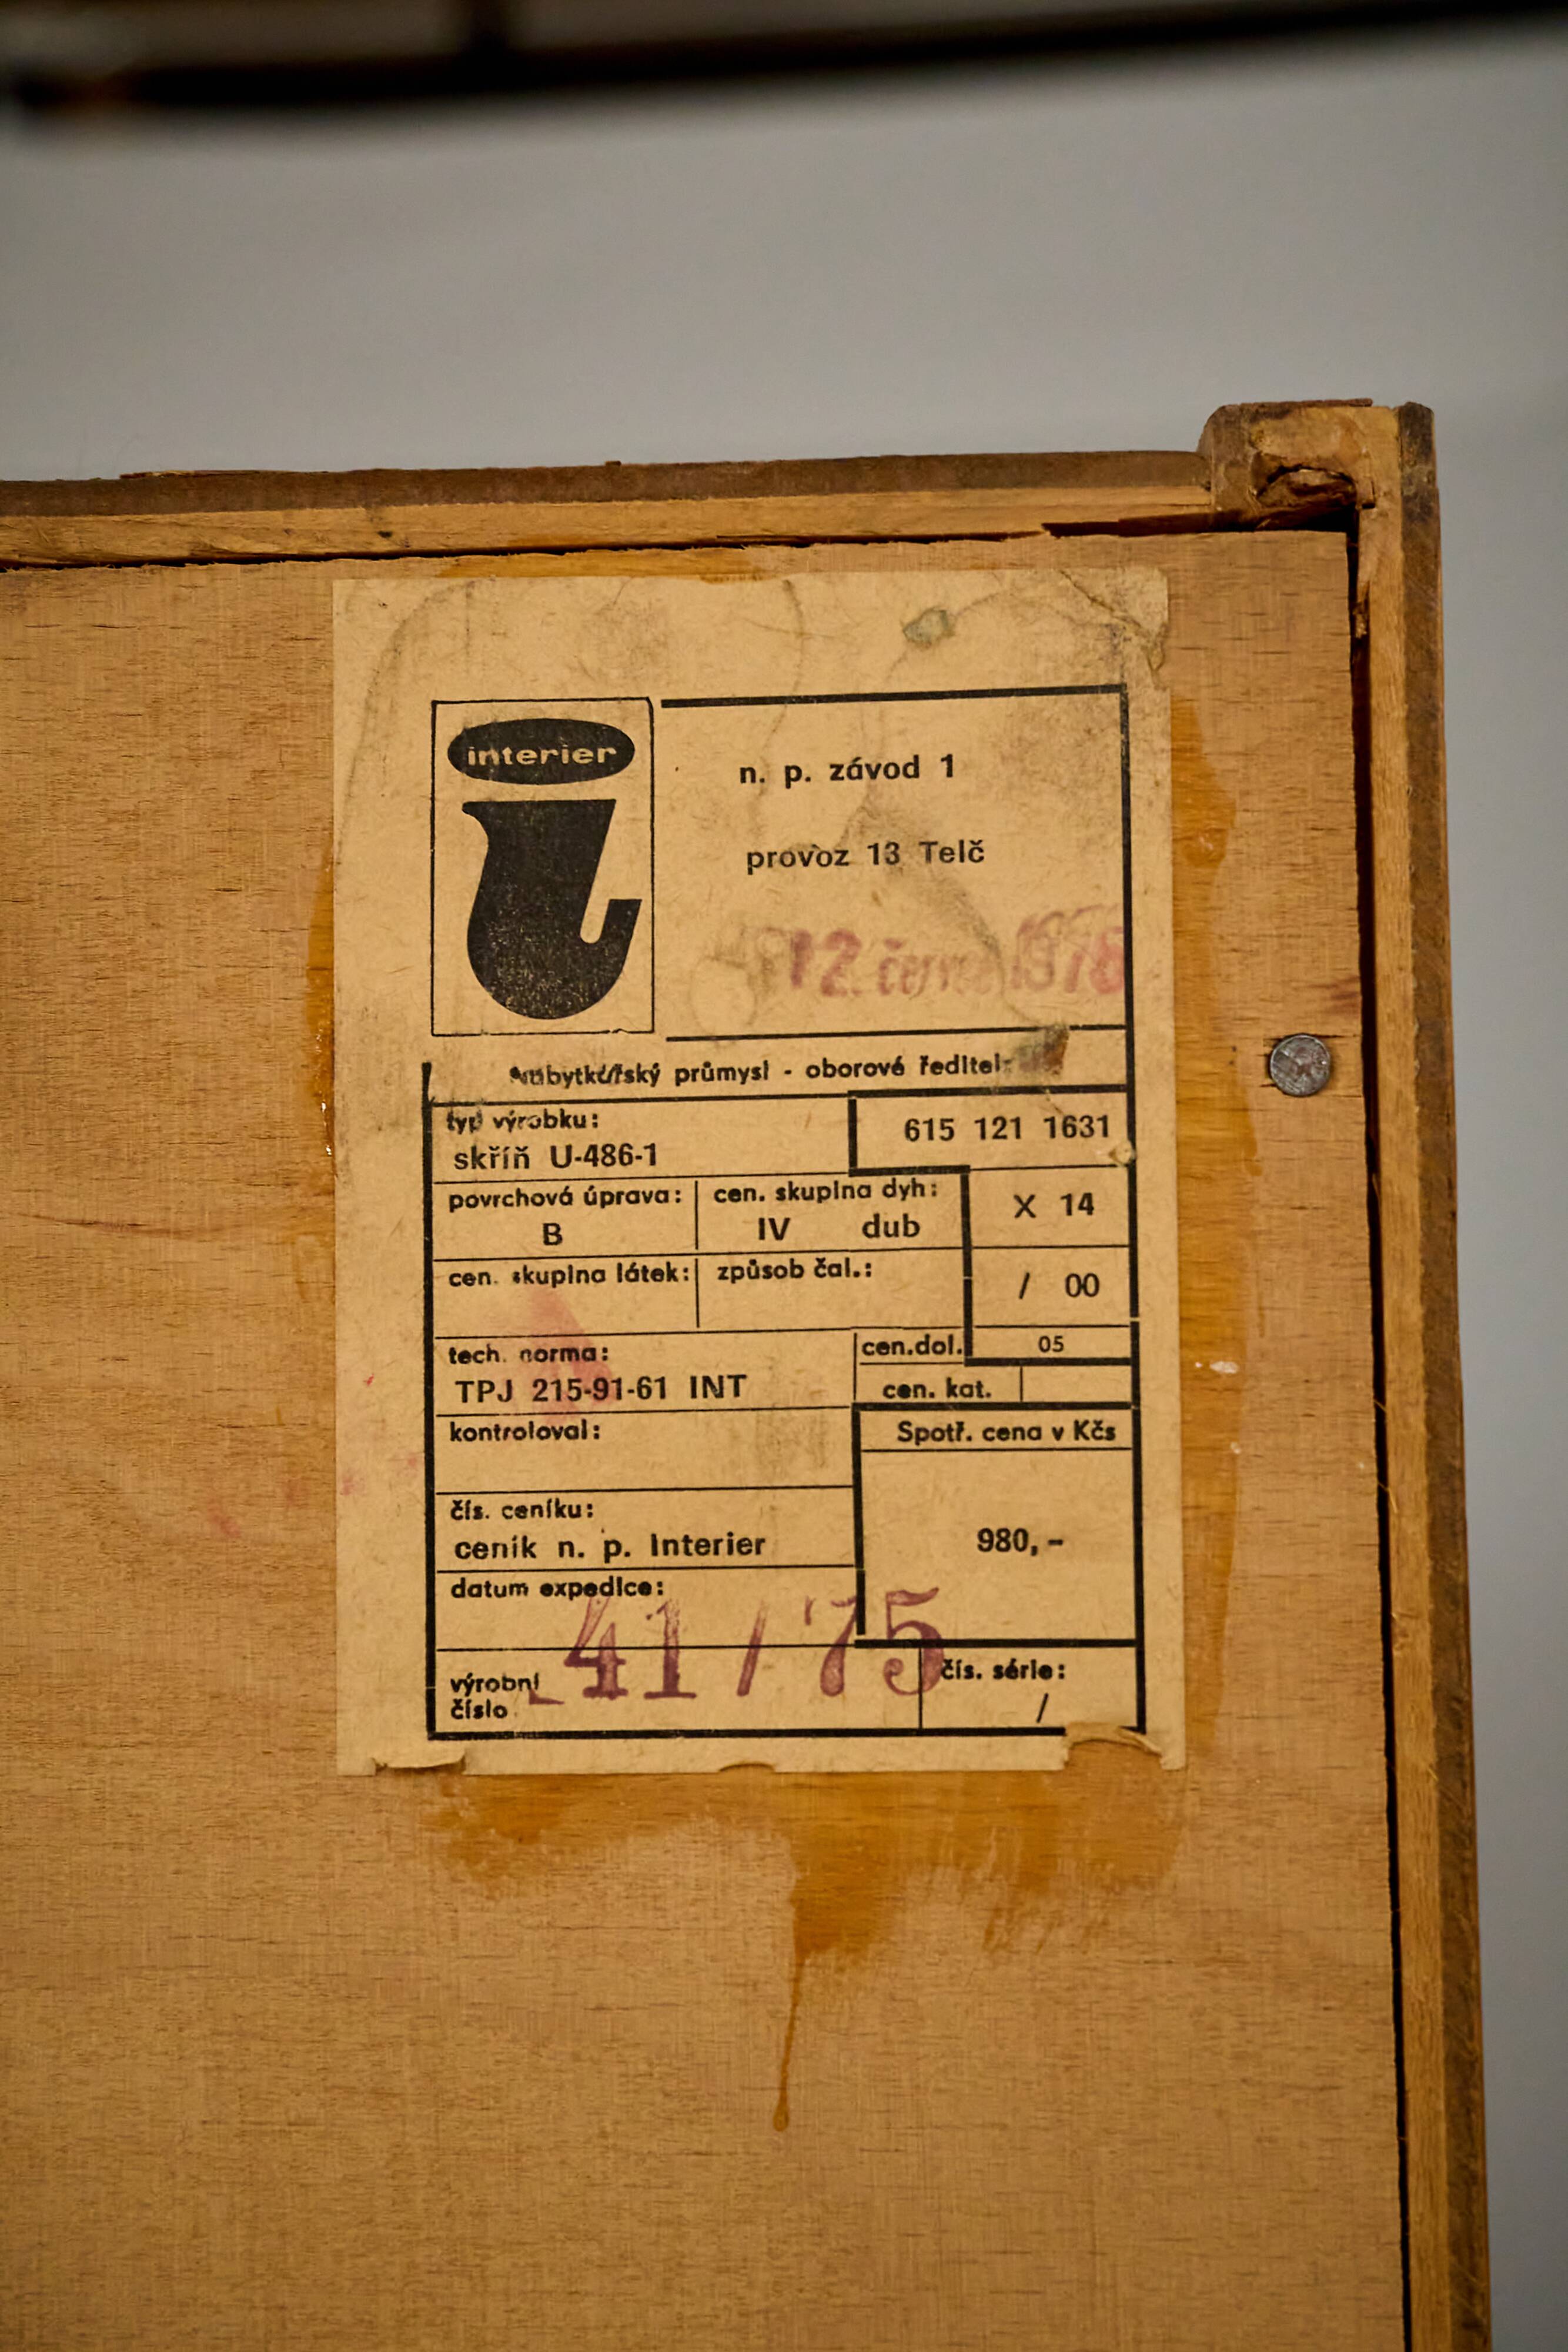 interier
n. p. závod 1
provoz 13 Telč
12. 1978
Nábytkářský průmysl - oborové ředitel
typ výrobku:
skříň U-486-1
615 121 1631
povrchová úprava:
B
cen. skupina dyh:
IV dub
X 14
cen. skupina látek:
způsob čal.:
/ 00
tech. norma:
TPJ 215-91-61 INT
cen.dol.
05
cen. kat.
kontroloval:
Spotř. cena v Kčs
980,-
čís. ceníku:
ceník n. p. Interier
datum expedice:
41/75
výrobní
číslo
čís. série:
/